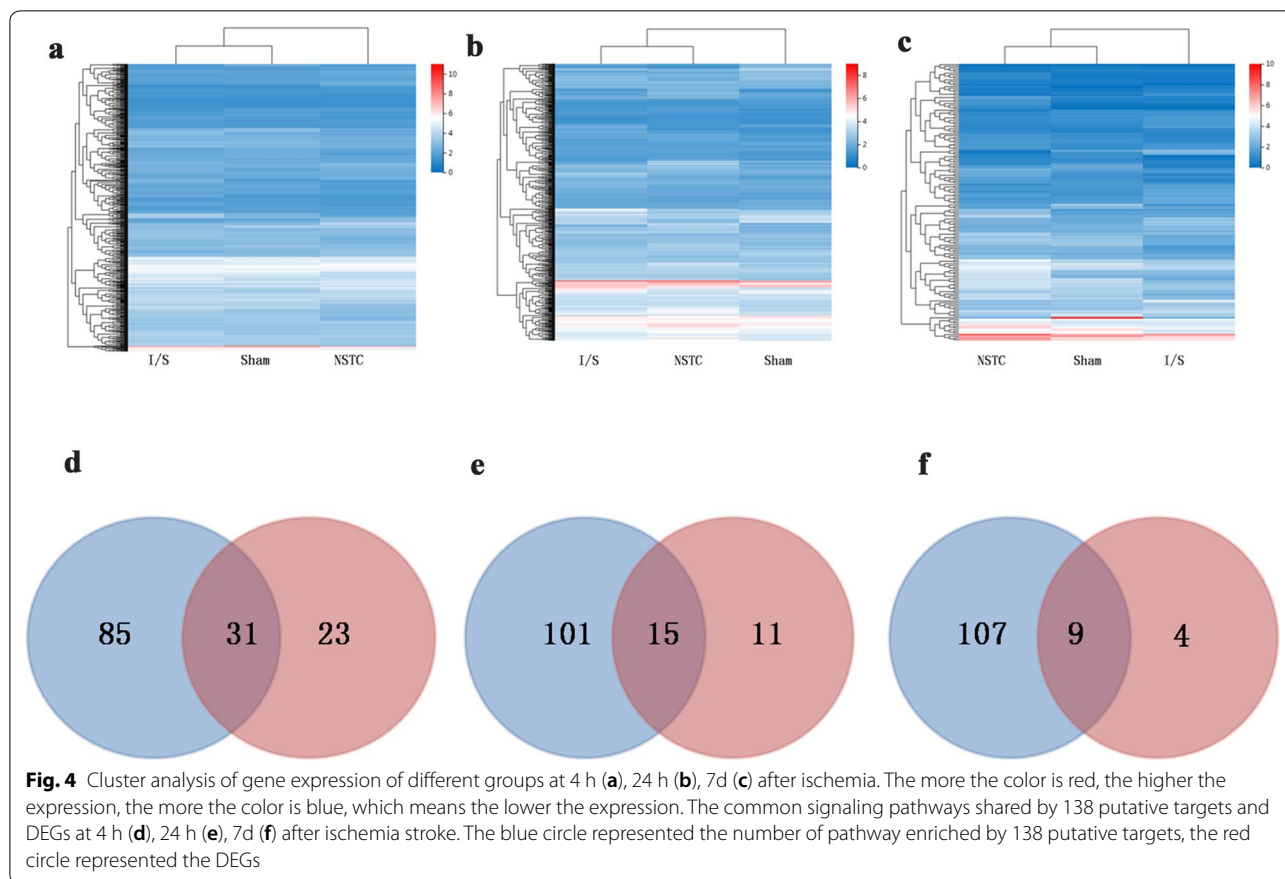 a
10
8
6
4
2
0
I/S Sham NSTC
b
8
6
4
2
0
I/S NSTC Sham
c
10
8
6
4
2
0
NSTC Sham I/S
d
85 31 23
e
101 15 11
f
107 9 4
Fig. 4 Cluster analysis of gene expression of different groups at 4 h (a), 24 h (b), 7d (c) after ischemia. The more the color is red, the higher the
expression, the more the color is blue, which means the lower the expression. The common signaling pathways shared by 138 putative targets and
DEGs at 4 h (d), 24 h (e), 7d (f) after ischemia stroke. The blue circle represented the number of pathway enriched by 138 putative targets, the red
circle represented the DEGs